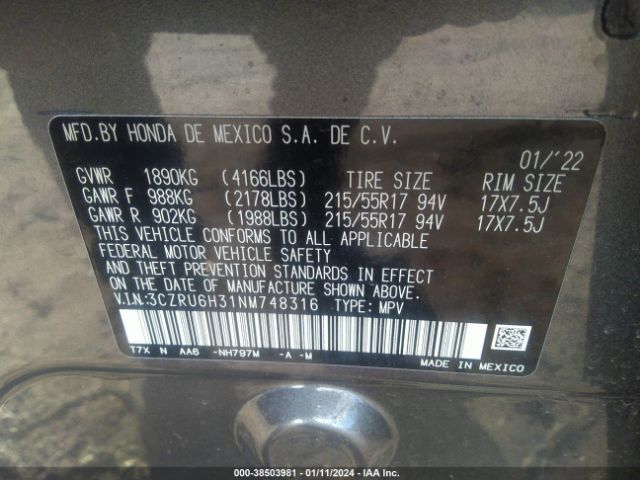 MFD.BY HONDA DE MEXICO S.A. DE C.V.
01/'22
GVWR 1890KG (4166LBS) TIRE SIZE RIM SIZE
GAWR F 988KG (2178LBS) 215/55R17 94V 17X7.5J
GAWR R 902KG (1988LBS) 215/55R17 94V 17X7.5J
THIS VEHICLE CONFORMS TO ALL APPLICABLE
FEDERAL MOTOR VEHICLE SAFETY
AND THEFT PREVENTION STANDARDS IN EFFECT
ON THE DATE OF MANUFACTURE SHOWN ABOVE.
V.I.N:3CZRU6H31NM748316 TYPE: MPV
T7X N AA6 -NH797M -A -M
MADE IN MEXICO
000-38503981 - 01/11/2024 - IAA Inc.